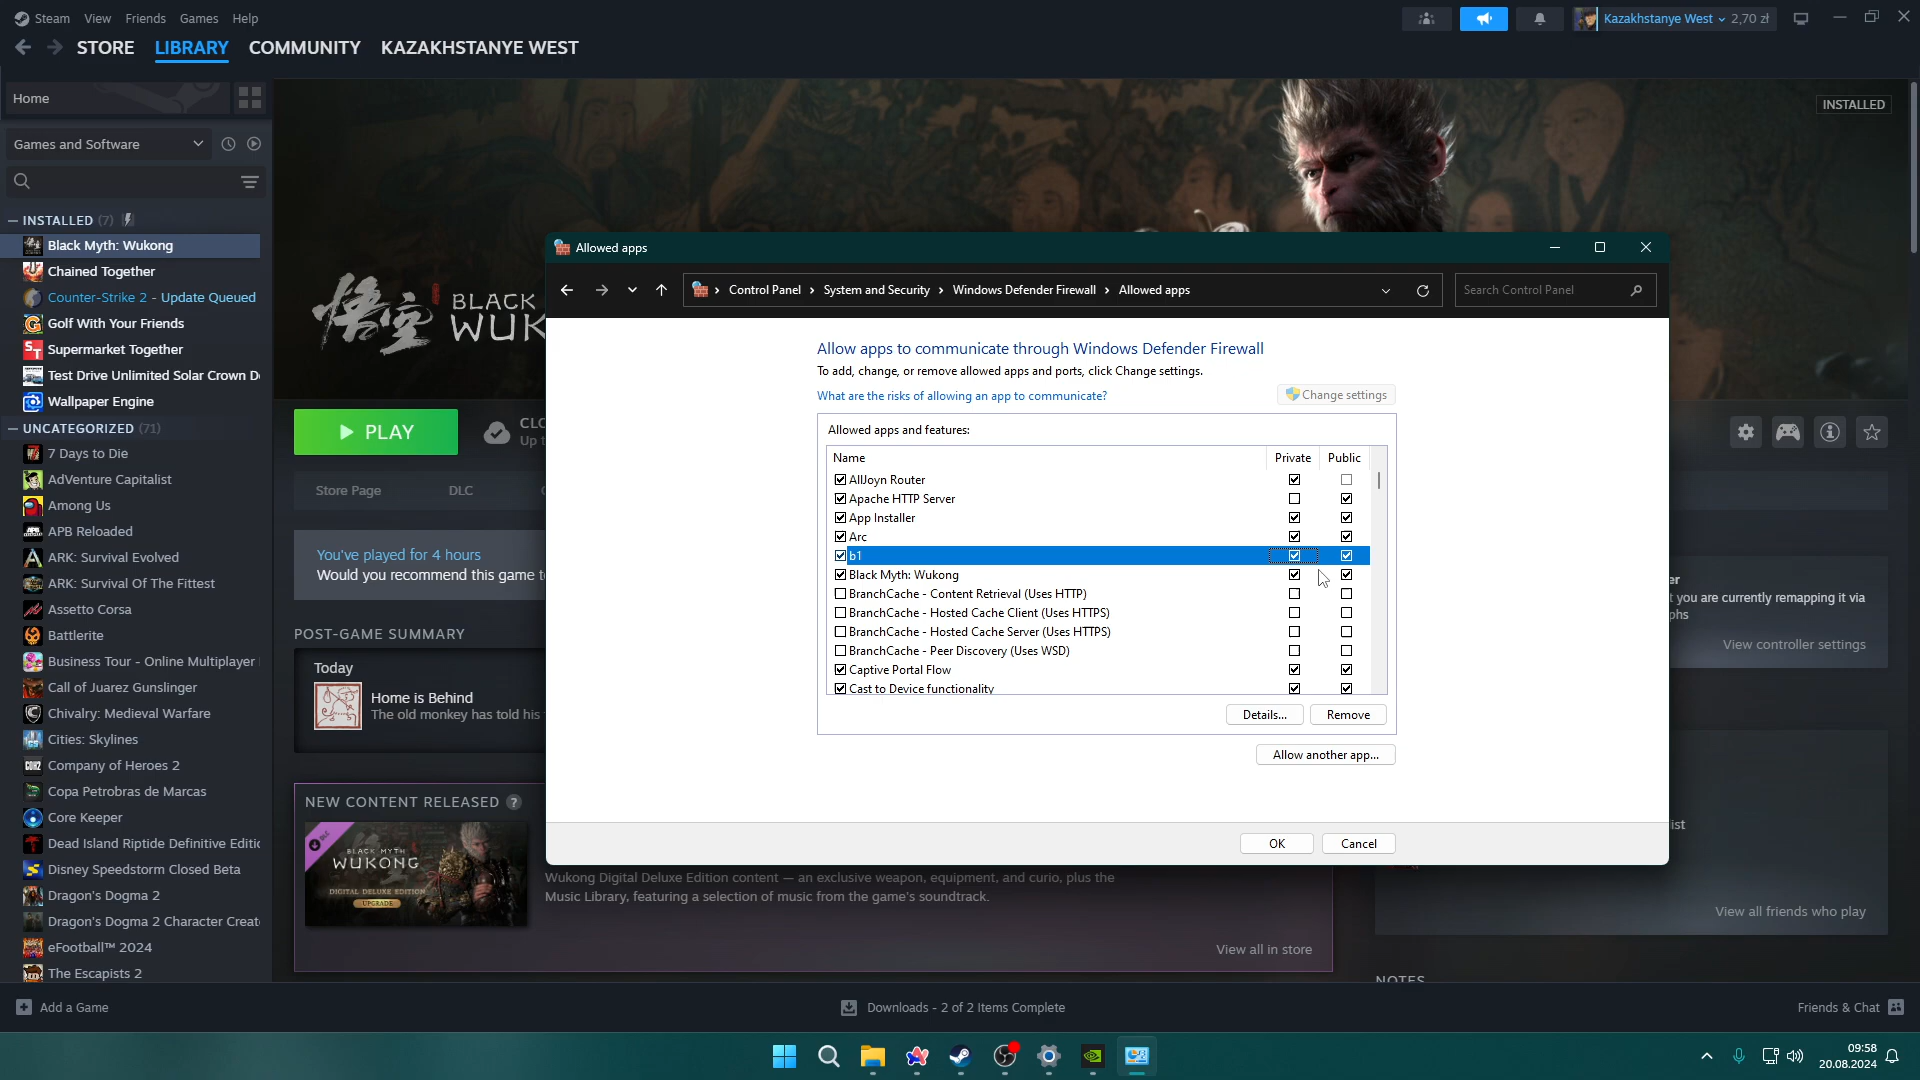 Steam View Friends Games Help
Kazakhstanye West 2,70 zł
STORE LIBRARY COMMUNITY KAZAKHSTANYE WEST
Home
INSTALLED
Games and Software
INSTALLED (7)
Black Myth: Wukong
Chained Together
Counter-Strike 2 - Update Queued
Golf With Your Friends
Supermarket Together
Test Drive Unlimited Solar Crown D
Wallpaper Engine
UNCATEGORIZED (71)
7 Days to Die
AdVenture Capitalist
Among Us
APB Reloaded
ARK: Survival Evolved
ARK: Survival Of The Fittest
Assetto Corsa
Battlerite
Business Tour - Online Multiplayer
Call of Juarez Gunslinger
Chivalry: Medieval Warfare
Cities: Skylines
Company of Heroes 2
Copa Petrobras de Marcas
Core Keeper
Dead Island Riptide Definitive Editic
Disney Speedstorm Closed Beta
Dragon's Dogma 2
Dragon's Dogma 2 Character Creat
eFootball™ 2024
The Escapists 2
悟空
BLACK
WUK
PLAY
CLO
Up t
Store Page DLC
You've played for 4 hours
Would you recommend this game t
POST-GAME SUMMARY
Today
Home is Behind
The old monkey has told his
NEW CONTENT RELEASED ?
DLC
BLACK MYTH
WUKONG
DIGITAL DELUXE EDITION
UPGRADE
Wukong Digital Deluxe Edition content — an exclusive weapon, equipment, and curio, plus the
Music Library, featuring a selection of music from the game's soundtrack.
View all in store
Allowed apps
Control Panel System and Security Windows Defender Firewall Allowed apps
Search Control Panel
Allow apps to communicate through Windows Defender Firewall
To add, change, or remove allowed apps and ports, click Change settings.
What are the risks of allowing an app to communicate?
Change settings
Allowed apps and features:
Name Private Public
AllJoyn Router
Apache HTTP Server
App Installer
Arc
b1
Black Myth: Wukong
BranchCache - Content Retrieval (Uses HTTP)
BranchCache - Hosted Cache Client (Uses HTTPS)
BranchCache - Hosted Cache Server (Uses HTTPS)
BranchCache - Peer Discovery (Uses WSD)
Captive Portal Flow
Cast to Device functionality
Details... Remove
Allow another app...
OK Cancel
er
t you are currently remapping it via
phs
View controller settings
ist
View all friends who play
NOTES
Add a Game
Downloads - 2 of 2 Items Complete
Friends & Chat
09:58
20.08.2024